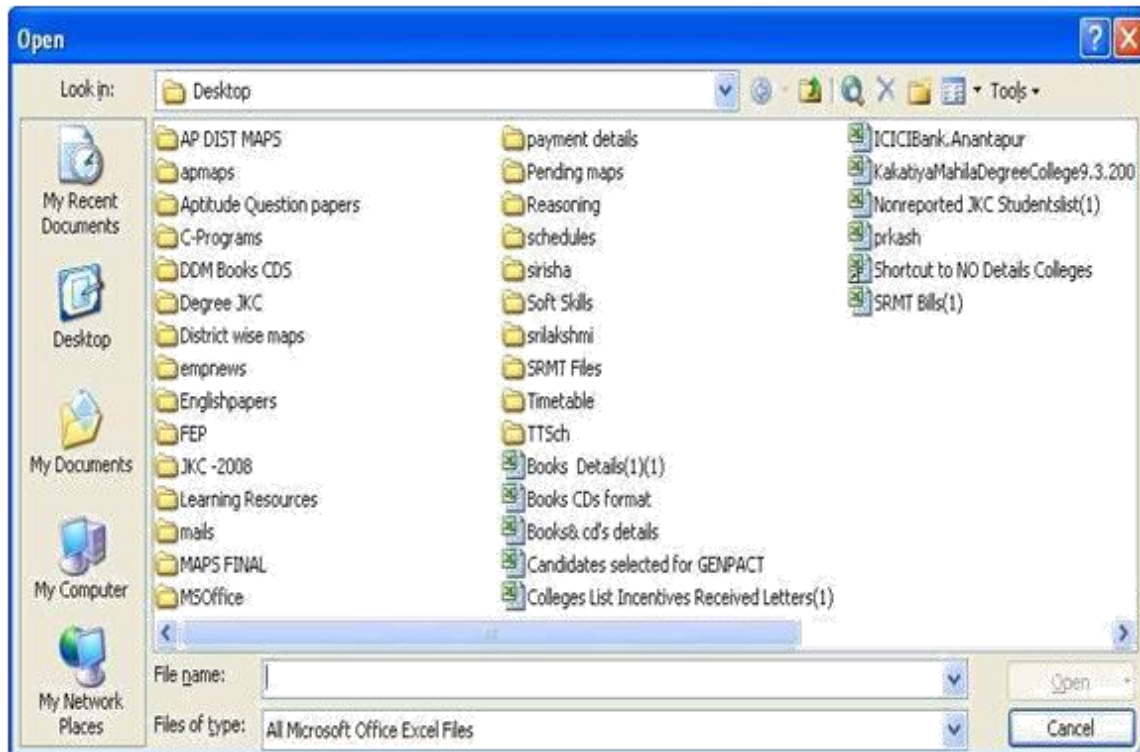 Open
Look in:
Desktop
Tools
My Recent
Documents
Desktop
My Documents
My Computer
My Network
Places
AP DIST MAPS
apmaps
Aptitude Question papers
C-Programs
DDM Books CDS
Degree JKC
District wise maps
empnews
Englishpapers
FEP
JKC -2008
Learning Resources
mails
MAPS FINAL
MSOffice
payment details
Pending maps
Reasoning
schedules
sirisha
Soft Skills
srilakshmi
SRMT Files
Timetable
TTSch
Books Details(1)(1)
Books CDs format
Books& cd's details
Candidates selected for GENPACT
Colleges List Incentives Received Letters(1)
ICICIBank.Anantapur
KakatiyaMahilaDegreeCollege9.3.200
Nonreported JKC Studentslist(1)
prkash
Shortcut to NO Details Colleges
SRMT Bills(1)
File name:
Open
Files of type:
All Microsoft Office Excel Files
Cancel